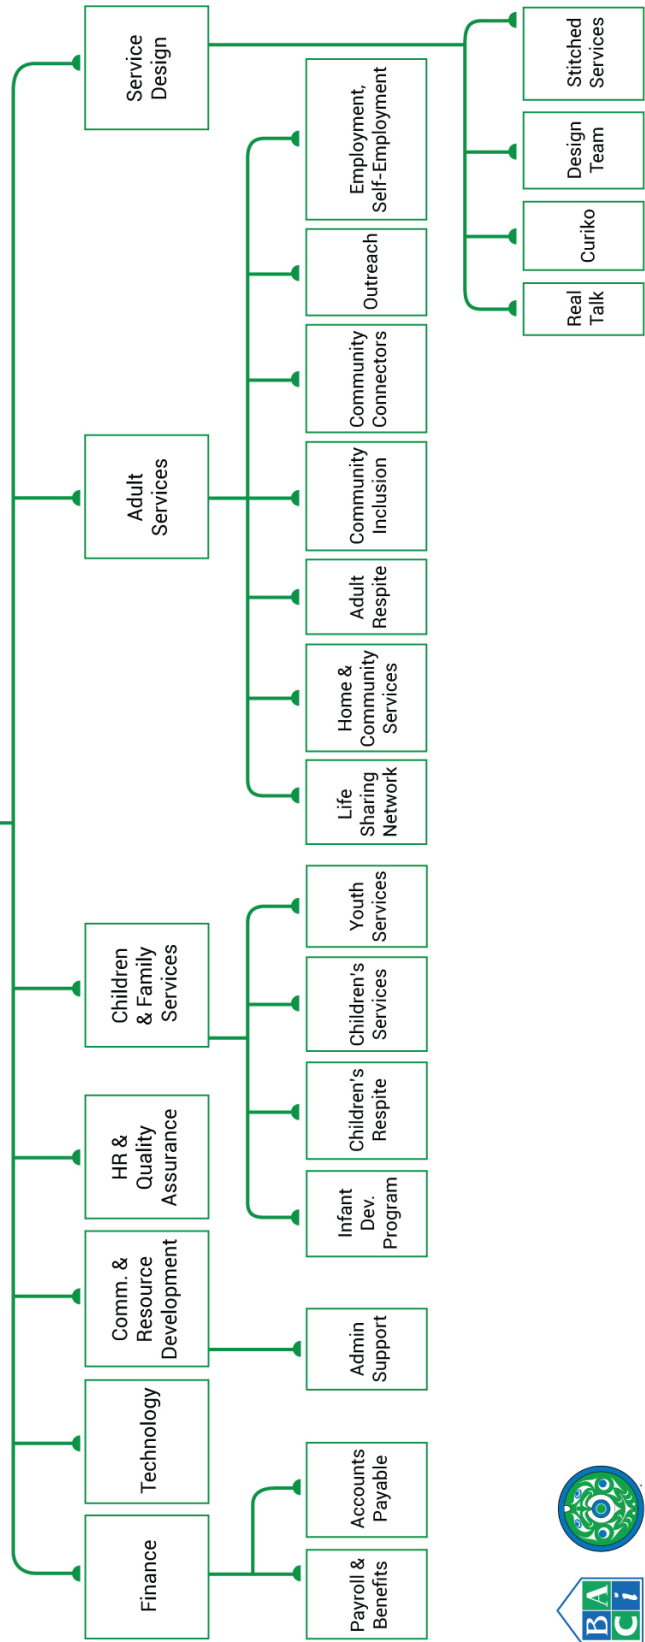 Finance
Technology
Comm. &
Resource
Development
HR &
Quality
Assurance
Children
& Family
Services
Adult
Services
Service
Design
Payroll &
Benefits
Accounts
Payable
Admin
Support
Infant
Dev.
Program
Children's
Respite
Children's
Services
Youth
Services
Life
Sharing
Network
Home &
Community
Services
Adult
Respite
Community
Inclusion
Community
Connectors
Outreach
Employment,
Self-Employment
Real
Talk
Curiko
Design
Team
Stitched
Services
B A
C i